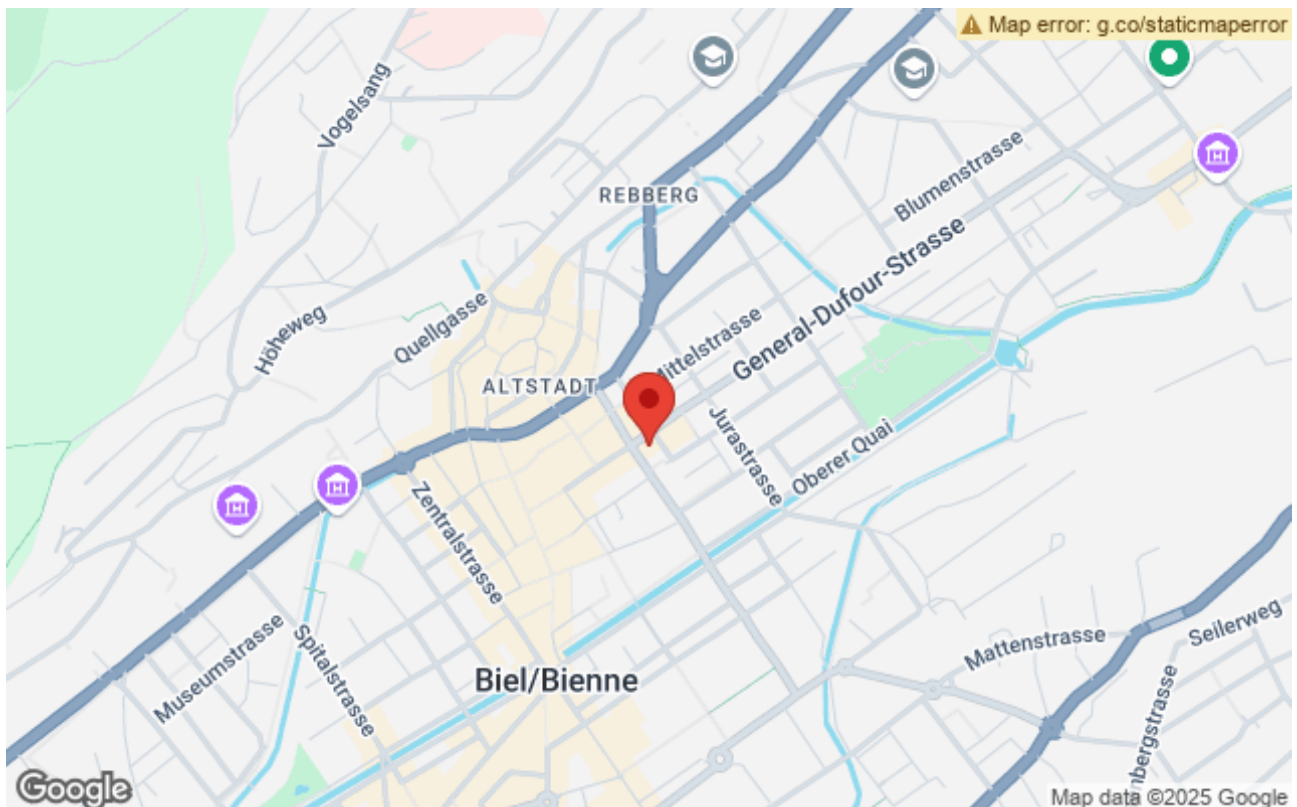 Map error: g.co/staticmaperror
Vogelsang
REBBERG
Blumenstrasse
Höheweg
Quellgasse
Mittelstrasse
General-Dufour-Strasse
ALTSTADT
Jurastrasse
Oberer Quai
Zentralstrasse
Museumstrasse
Spitalstrasse
Biel/Bienne
Mattenstrasse
Seilerweg
nbergstrasse
Google
Map data ©2025 Google